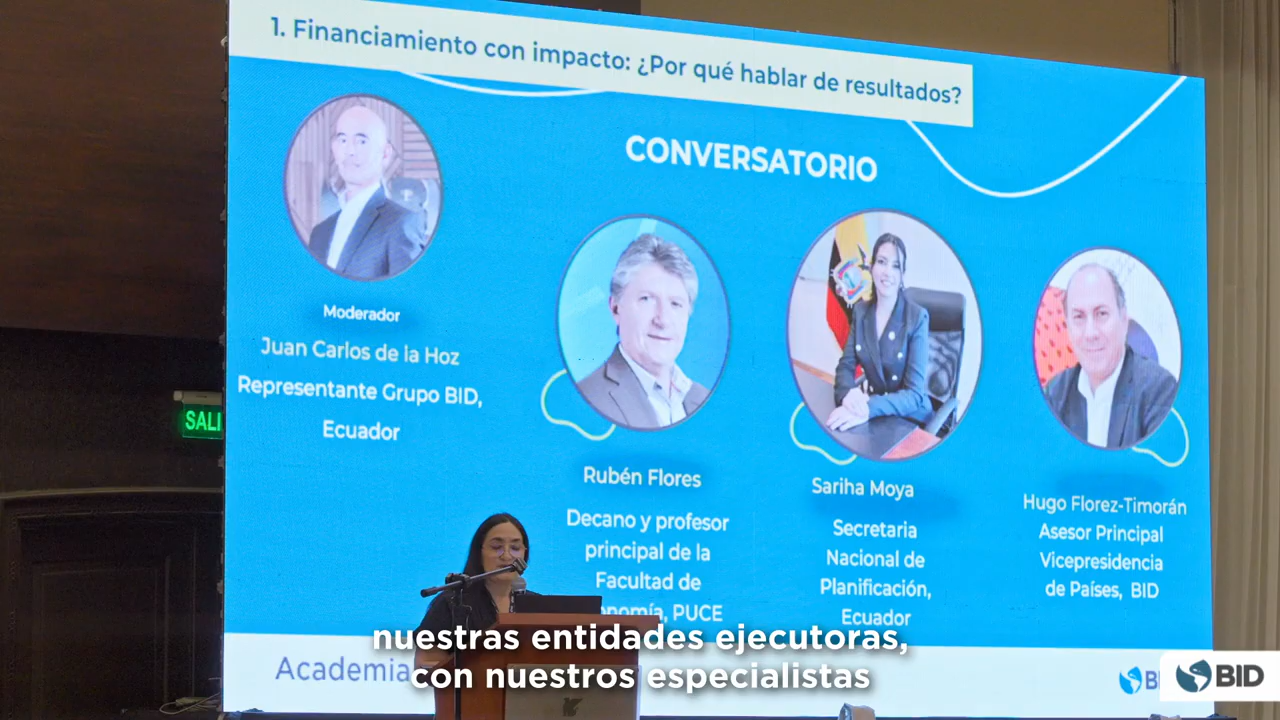 1. Financiamiento con impacto: ¿Por qué hablar de resultados?
CONVERSATORIO
Moderador
Juan Carlos de la Hoz
Representante Grupo BID,
Ecuador
Rubén Flores
Decano y profesor
principal de la
Facultad de
PUCE
Sariha Moya
Secretaria
Nacional de
Planificación,
Ecuador
Hugo Florez-Timorán
Asesor Principal
Vicepresidencia
de Países, BID
SALI
Academia
nuestras entidades ejecutoras,
con nuestros especialistas
BID